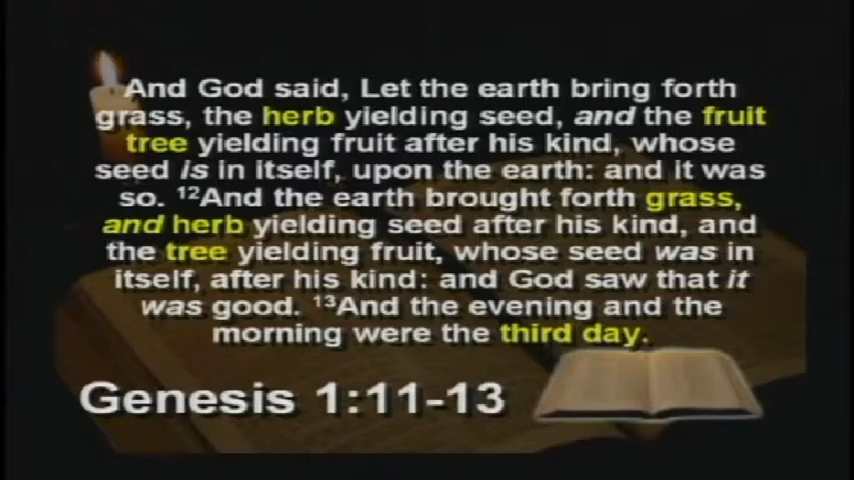 And God said, Let the earth bring forth
grass, the herb yielding seed, and the fruit
tree yielding fruit after his kind, whose
seed is in itself, upon the earth: and it was
so. ¹²And the earth brought forth grass,
and herb yielding seed after his kind, and
the tree yielding fruit, whose seed was in
itself, after his kind: and God saw that it
was good. ¹³And the evening and the
morning were the third day.
Genesis 1:11-13